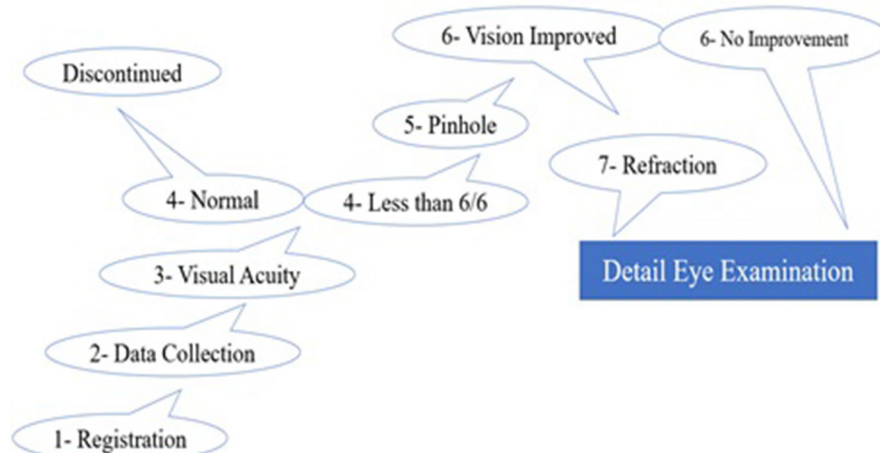 6- Vision Improved
6- No Improvement
Discontinued
5- Pinhole
7- Refraction
4- Normal
4- Less than 6/6
3- Visual Acuity
Detail Eye Examination
2- Data Collection
1- Registration